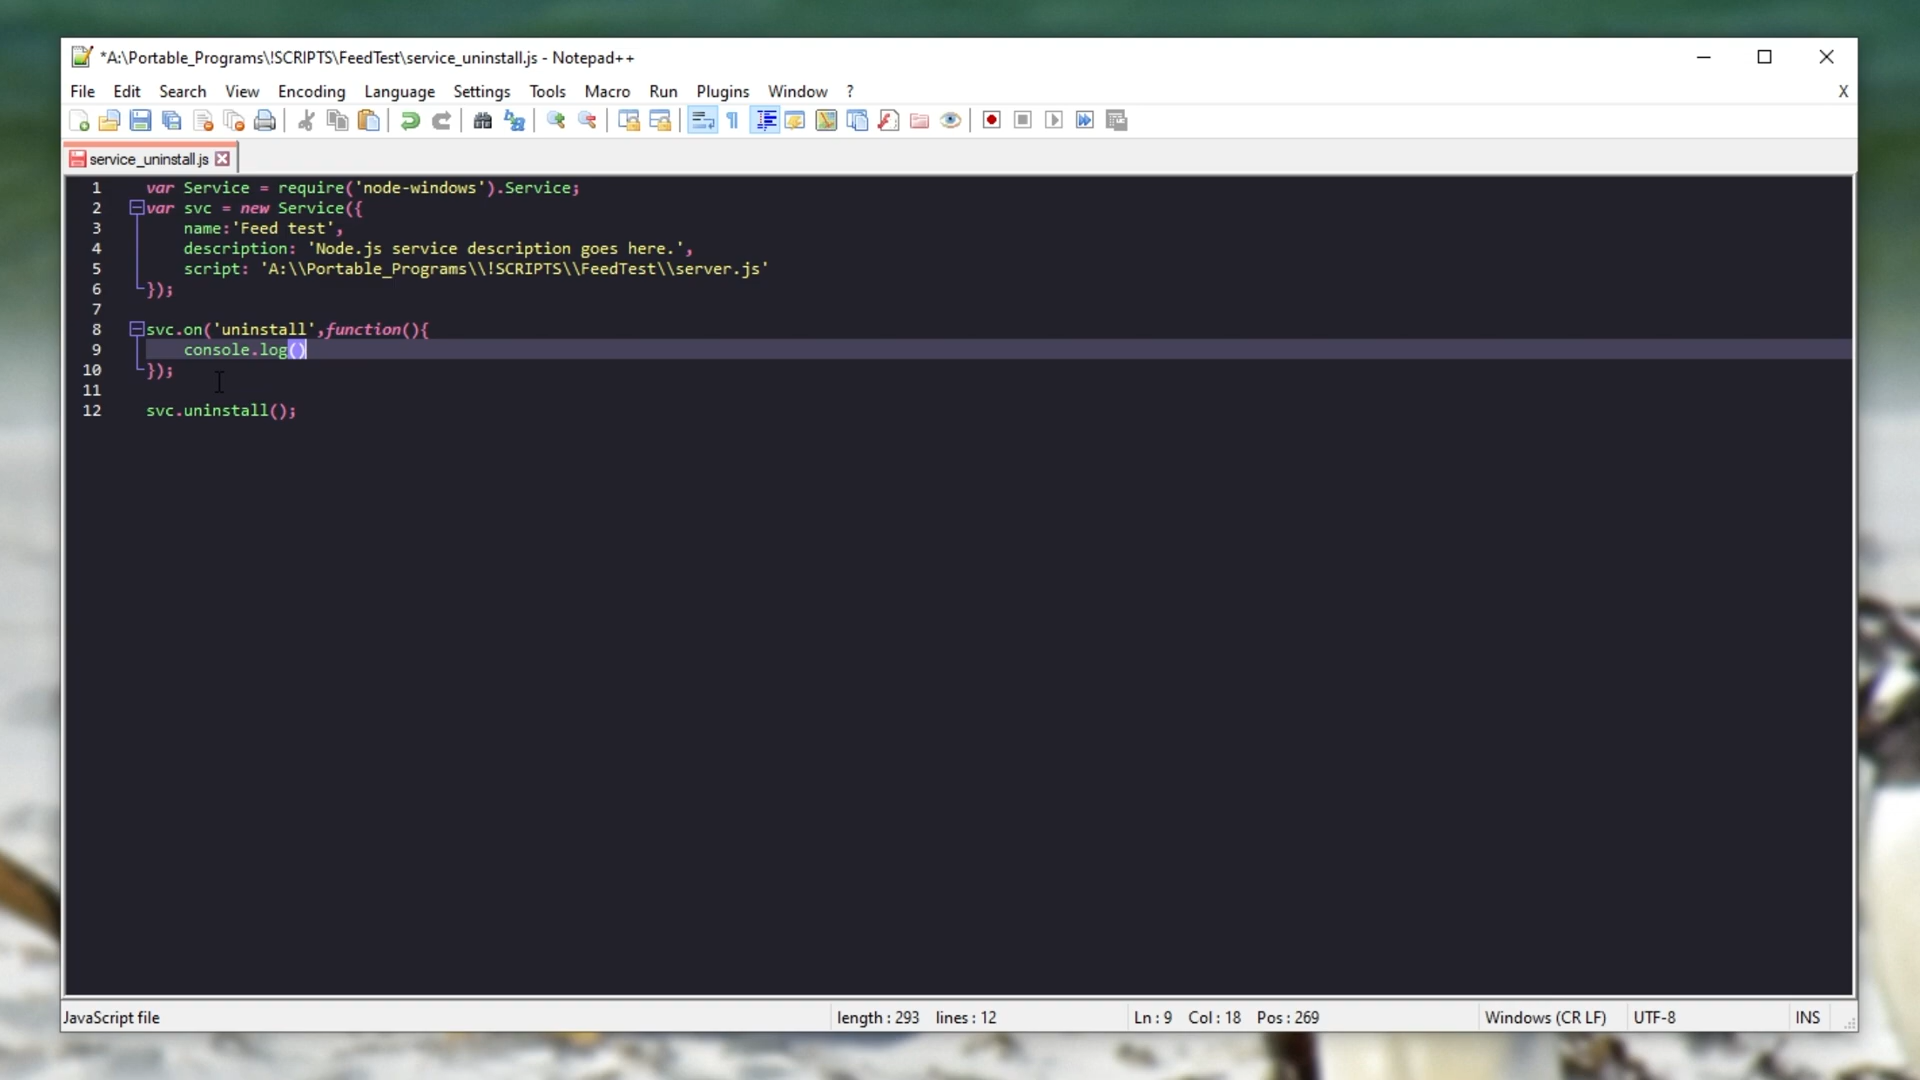 *A:\Portable_Programs\!SCRIPTS\FeedTest\service_uninstall.js - Notepad++
File Edit Search View Encoding Language Settings Tools Macro Run Plugins Window ? X
service_uninstall.js
1 var Service = require('node-windows').Service;
2 var svc = new Service({
3 name:'Feed test',
4 description: 'Node.js service description goes here.',
5 script: 'A:\\Portable_Programs\\!SCRIPTS\\FeedTest\\server.js'
6 });
7
8 svc.on('uninstall',function(){
9 console.log()
10 });
11
12 svc.uninstall();
JavaScript file length : 293 lines : 12 Ln : 9 Col : 18 Pos : 269 Windows (CR LF) UTF-8 INS